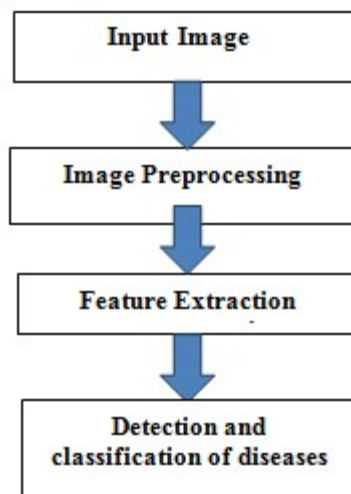 Input Image
Image Preprocessing
Feature Extraction
Detection and
classification of diseases